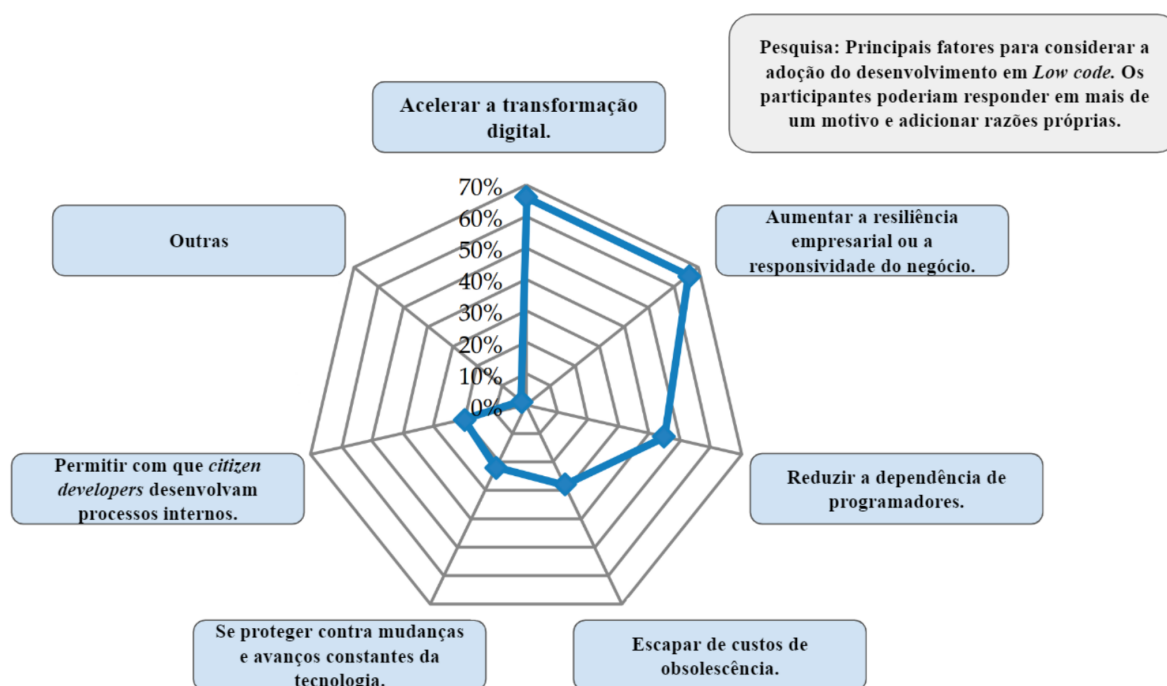 Pesquisa: Principais fatores para considerar a
adoção do desenvolvimento em Low code. Os
participantes poderiam responder em mais de
um motivo e adicionar razões próprias.
Acelerar a transformação
digital.
70%
60%
50%
40%
30%
20%
10%
0%
Outras
Aumentar a resiliência
empresarial ou a
responsividade do negócio.
Permitir com que citizen
developers desenvolvam
processos internos.
Reduzir a dependência de
programadores.
Se proteger contra mudanças
e avanços constantes da
tecnologia.
Escapar de custos de
obsolescência.